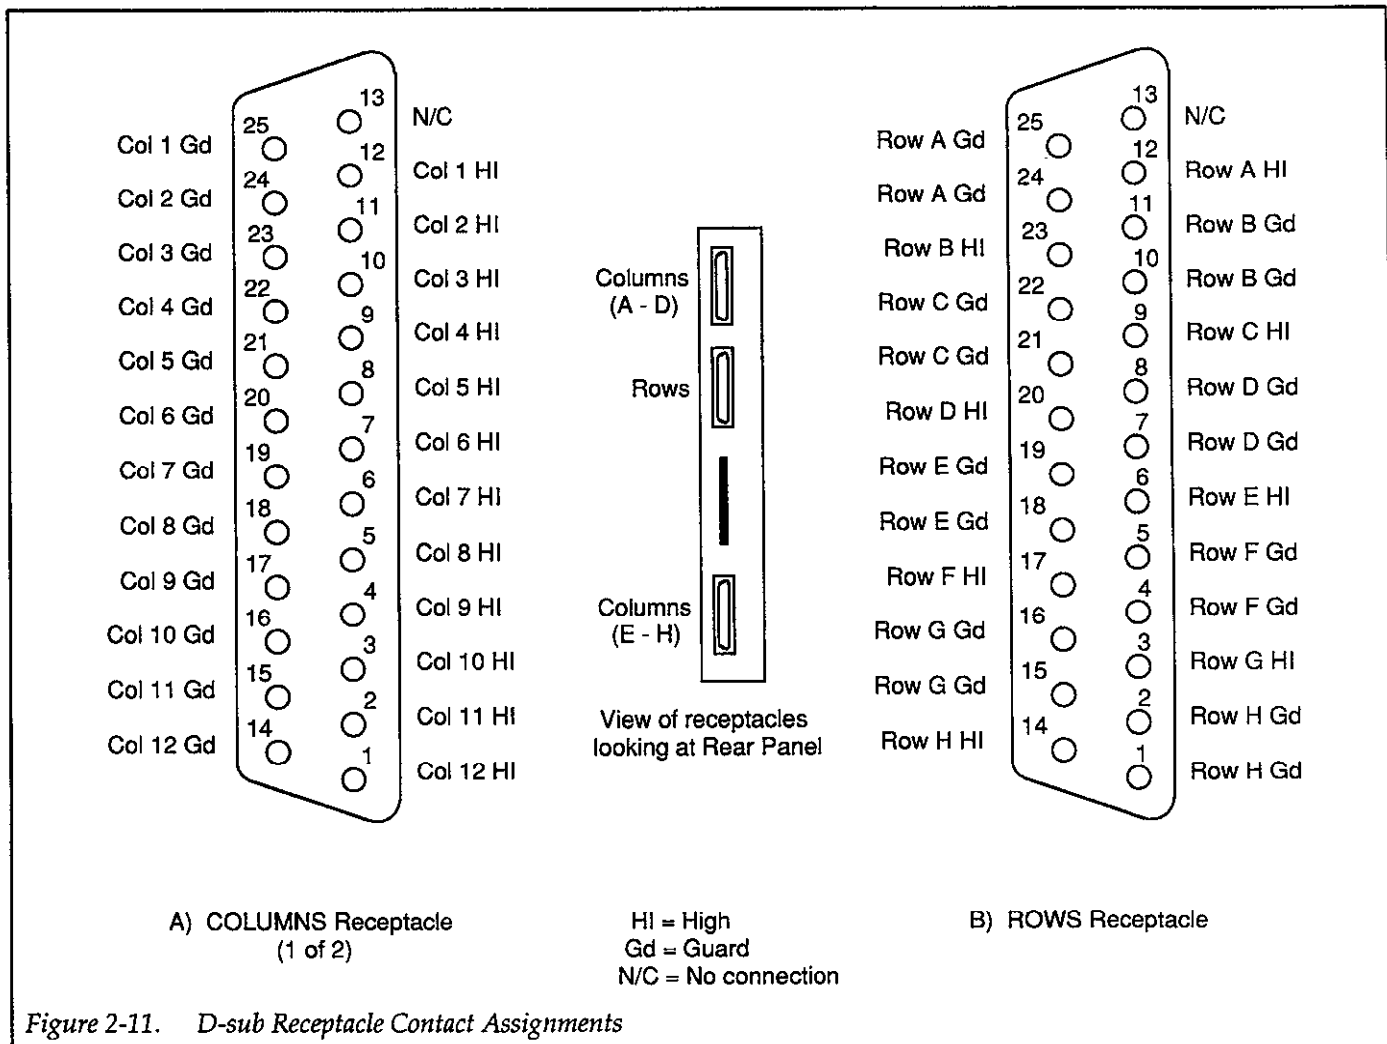 13
N/C
25
Col 1 Gd
12
Col 1 HI
24
Col 2 Gd
11
Col 2 HI
23
Col 3 Gd
10
Col 3 HI
22
Col 4 Gd
9
Col 4 HI
21
Col 5 Gd
8
Col 5 HI
20
Col 6 Gd
7
Col 6 HI
19
Col 7 Gd
6
Col 7 HI
18
Col 8 Gd
5
Col 8 HI
17
Col 9 Gd
4
Col 9 HI
16
Col 10 Gd
3
Col 10 HI
15
Col 11 Gd
2
Col 11 HI
14
Col 12 Gd
1
Col 12 HI
A) COLUMNS Receptacle
(1 of 2)
Columns
(A - D)
Rows
Columns
(E - H)
View of receptacles
looking at Rear Panel
HI = High
Gd = Guard
N/C = No connection
13
N/C
25
Row A Gd
12
Row A HI
24
Row A Gd
11
Row B Gd
23
Row B HI
10
Row B Gd
22
Row C Gd
9
Row C HI
21
Row C Gd
8
Row D Gd
20
Row D HI
7
Row D Gd
19
Row E Gd
6
Row E HI
18
Row E Gd
5
Row F Gd
17
Row F HI
4
Row F Gd
16
Row G Gd
3
Row G HI
15
Row G Gd
2
Row H Gd
14
Row H HI
1
Row H Gd
B) ROWS Receptacle
Figure 2-11. D-sub Receptacle Contact Assignments